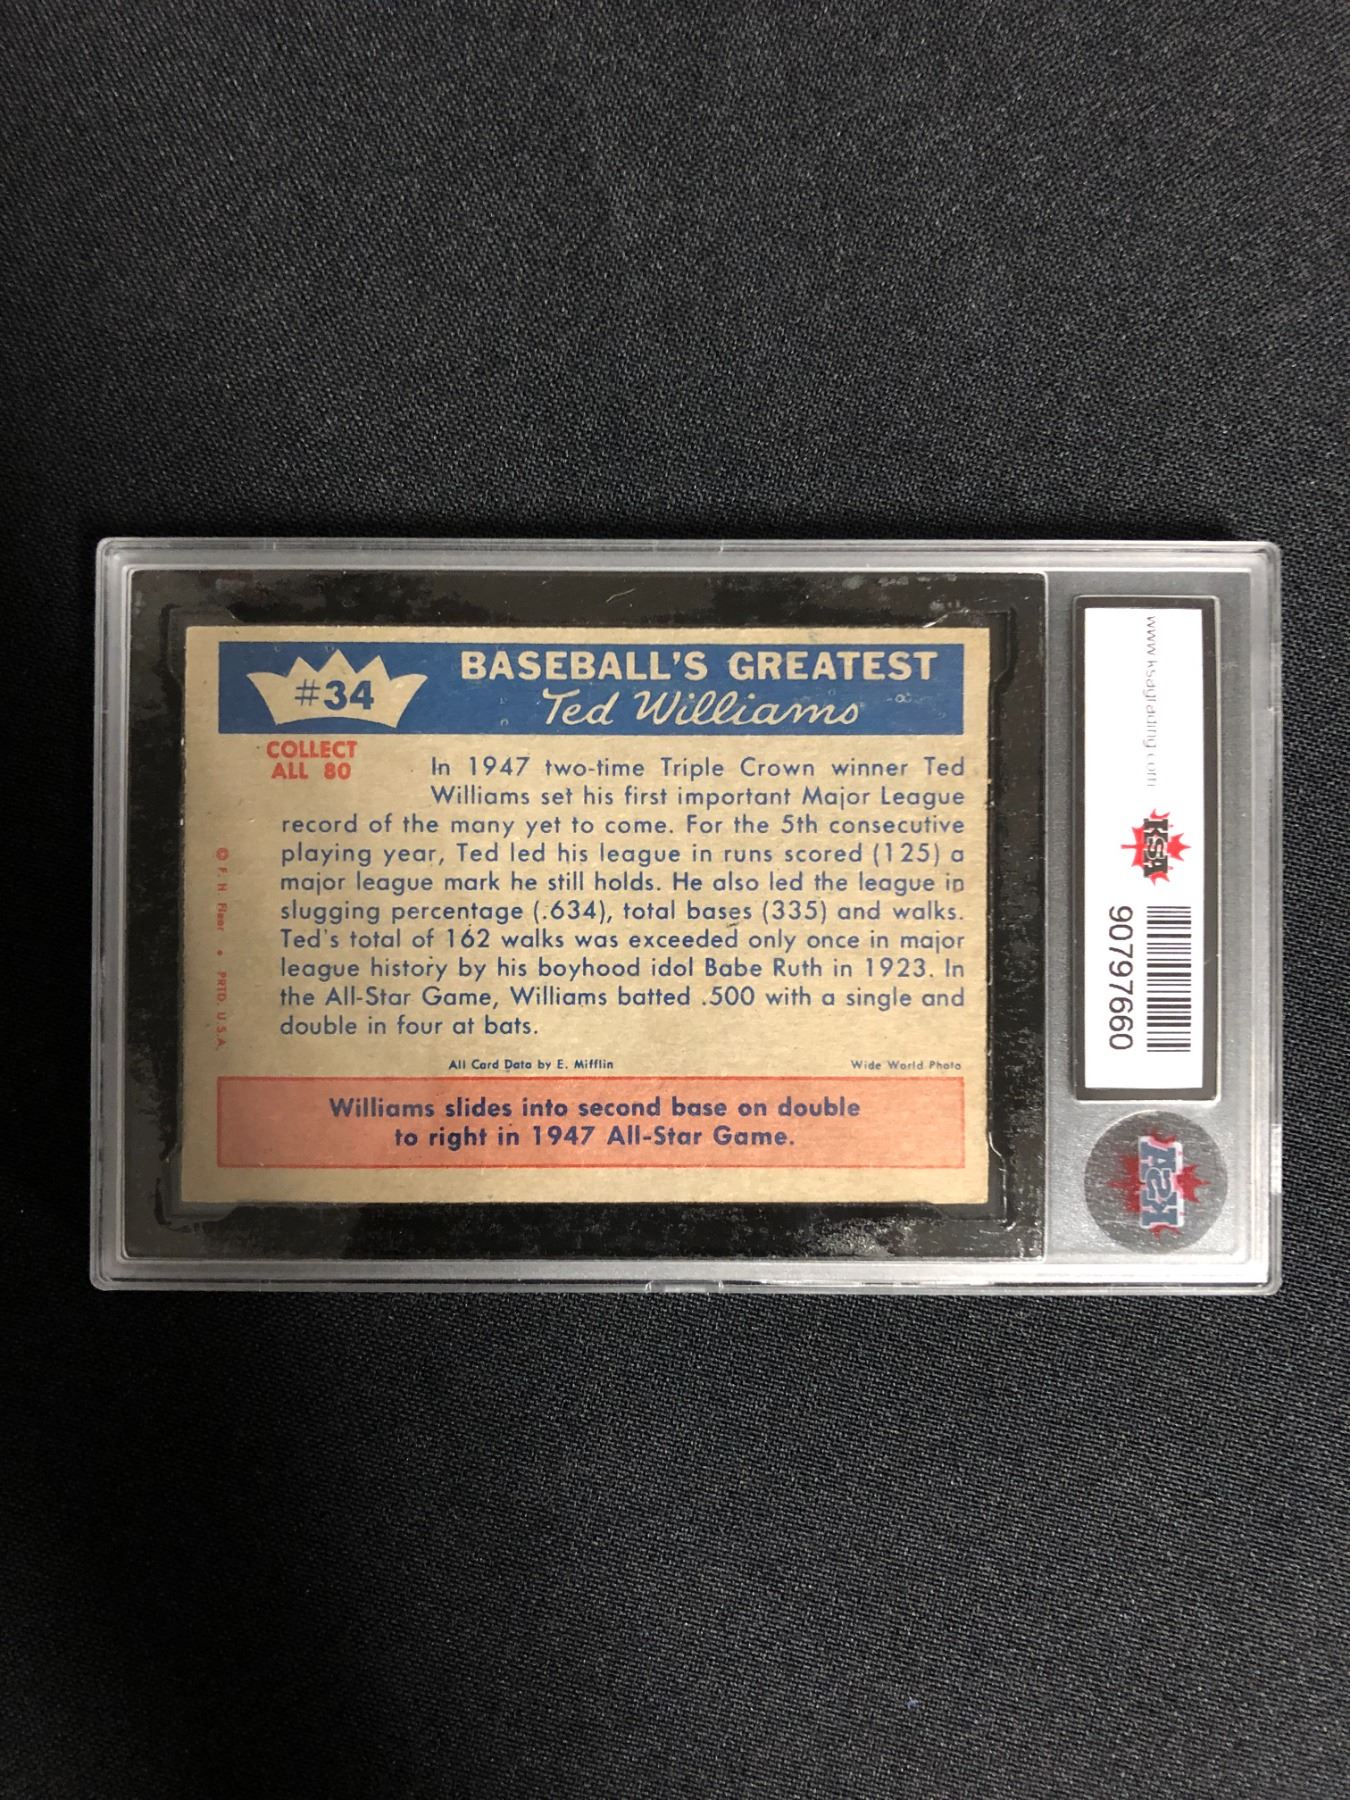 #34
BASEBALL'S GREATEST
Ted Williams
COLLECT
ALL 80
In 1947 two-time Triple Crown winner Ted
Williams set his first important Major League
record of the many yet to come. For the 5th consecutive
playing year, Ted led his league in runs scored (125) a
major league mark he still holds. He also led the league in
slugging percentage (.634), total bases (335) and walks.
Ted's total of 162 walks was exceeded only once in major
league history by his boyhood idol Babe Ruth in 1923. In
the All-Star Game, Williams batted .500 with a single and
double in four at bats.
All Card Data by E. Mifflin
Wide World Photo
Williams slides into second base on double
to right in 1947 All-Star Game.
© F. H. Fleer • PRTD. U.S.A.
www.ksagrading.com
KSA
90797660
KSA